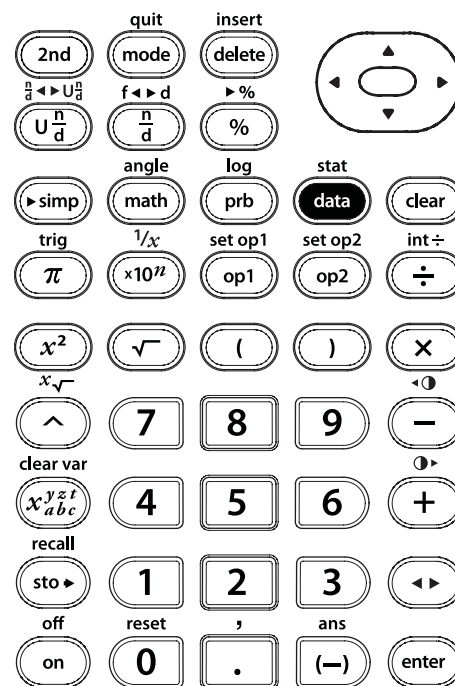 quit insert
2nd mode delete
n/d ◄► Un/d f◄►d ►%
U n/d n/d %
angle log stat
►simp math prb data clear
trig 1/x set op1 set op2 int÷
π ×10ⁿ op1 op2 ÷
x² √ ( ) ×
ˣ√ ◄◑
^ 7 8 9 −
clear var ◑►
x y z t a b c 4 5 6 +
recall
sto► 1 2 3 ◄►
off reset , ans
on 0 . (−) enter